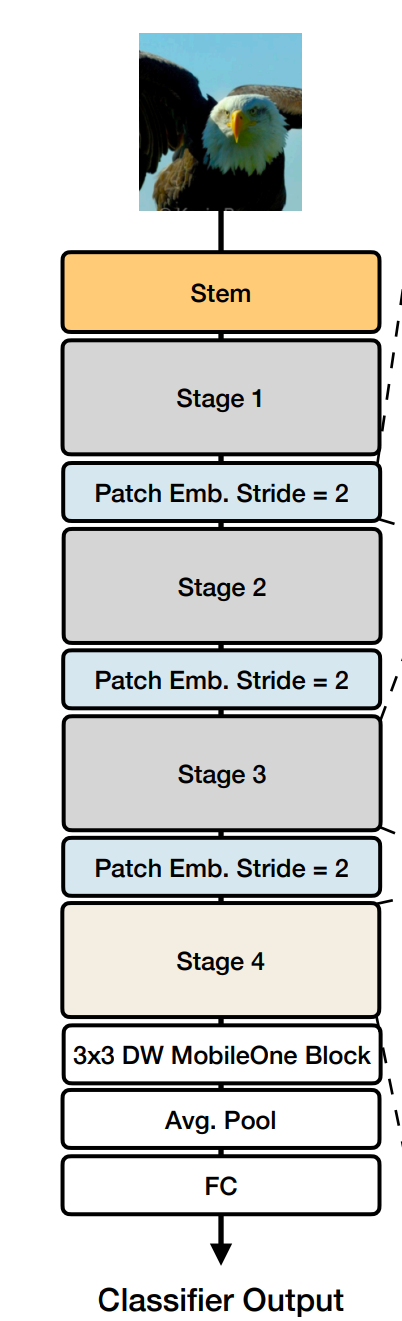 Stem
Stage 1
Patch Emb. Stride = 2
Stage 2
Patch Emb. Stride = 2
Stage 3
Patch Emb. Stride = 2
Stage 4
3x3 DW MobileOne Block
Avg. Pool
FC
Classifier Output